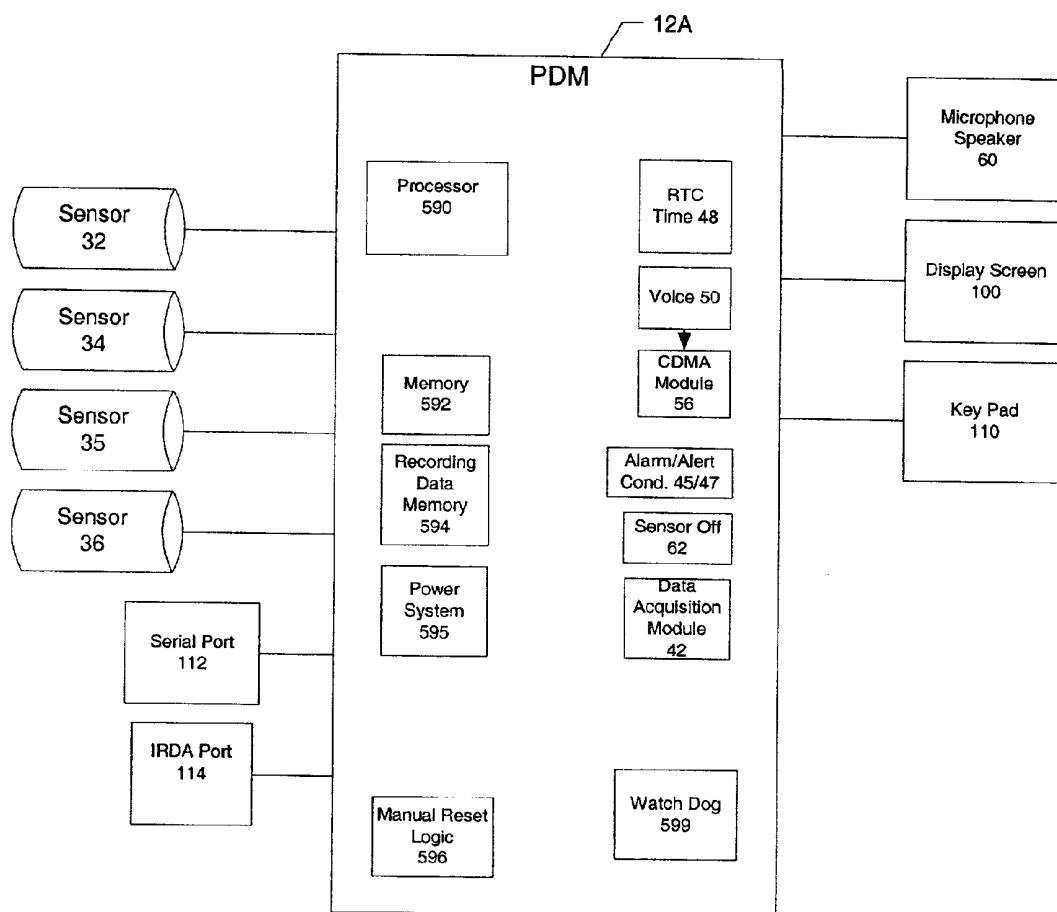 12A
PDM
Sensor
32
Sensor
34
Sensor
35
Sensor
36
Serial Port
112
IRDA Port
114
Processor
590
Memory
592
Recording
Data
Memory
594
Power
System
595
Manual Reset
Logic
596
RTC
Time 48
Voice 50
CDMA
Module
56
Alarm/Alert
Cond. 45/47
Sensor Off
62
Data
Acquisition
Module
42
Watch Dog
599
Microphone
Speaker
60
Display Screen
100
Key Pad
110